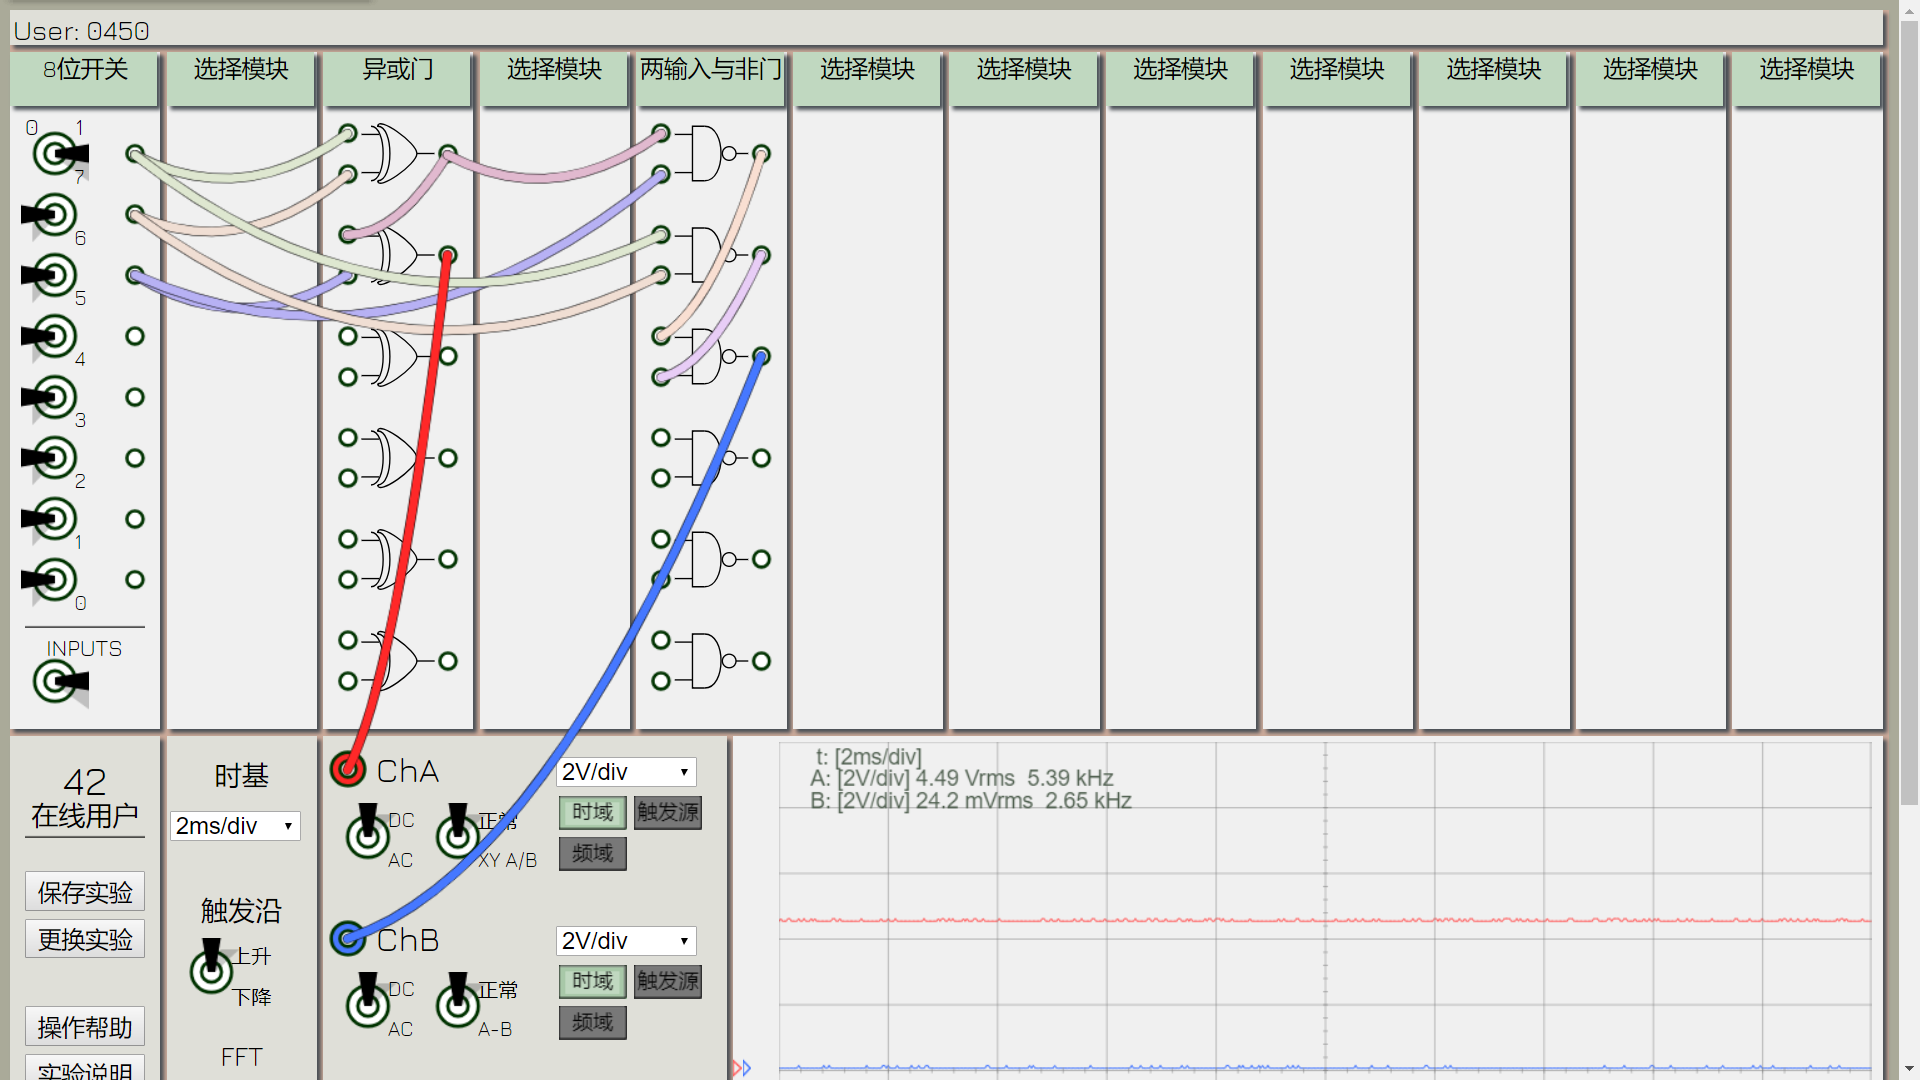 User: 0450
8位开关 选择模块 异或门 选择模块 两输入与非门 选择模块 选择模块 选择模块 选择模块 选择模块 选择模块 选择模块
0 1
7
6
5
4
3
2
1
0
INPUTS
42
在线用户
保存实验
更换实验
操作帮助
实验说明
时基
2ms/div
触发沿
上升
下降
FFT
ChA
2V/div
DC
AC
正常
XY A/B
时域
触发源
频域
ChB
2V/div
DC
AC
正常
A-B
时域
触发源
频域
t: [2ms/div]
A: [2V/div] 4.49 Vrms 5.39 kHz
B: [2V/div] 24.2 mVrms 2.65 kHz